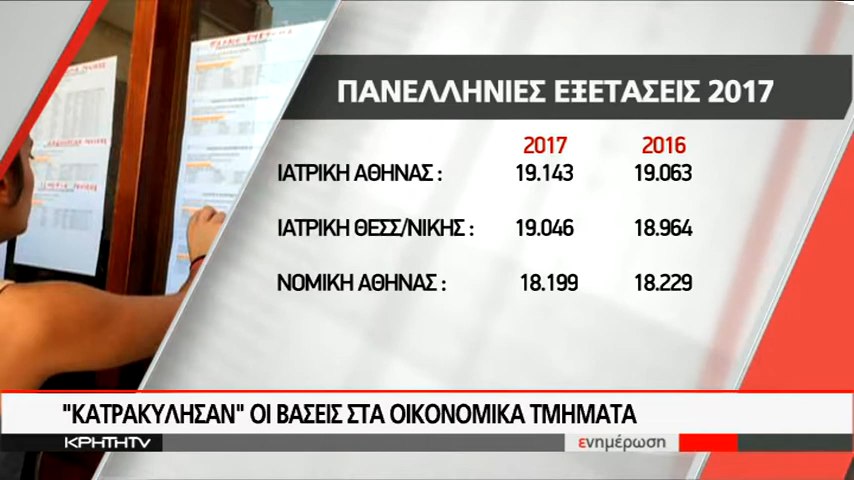 ΠΑΝΕΛΛΗΝΙΕΣ ΕΞΕΤΑΣΕΙΣ 2017
2017 2016
ΙΑΤΡΙΚΗ ΑΘΗΝΑΣ : 19.143 19.063
ΙΑΤΡΙΚΗ ΘΕΣΣ/ΝΙΚΗΣ : 19.046 18.964
ΝΟΜΙΚΗ ΑΘΗΝΑΣ : 18.199 18.229
"ΚΑΤΡΑΚΥΛΗΣΑΝ" ΟΙ ΒΑΣΕΙΣ ΣΤΑ ΟΙΚΟΝΟΜΙΚΑ ΤΜΗΜΑΤΑ
ΚΡΗΤΗTV ενημέρωση